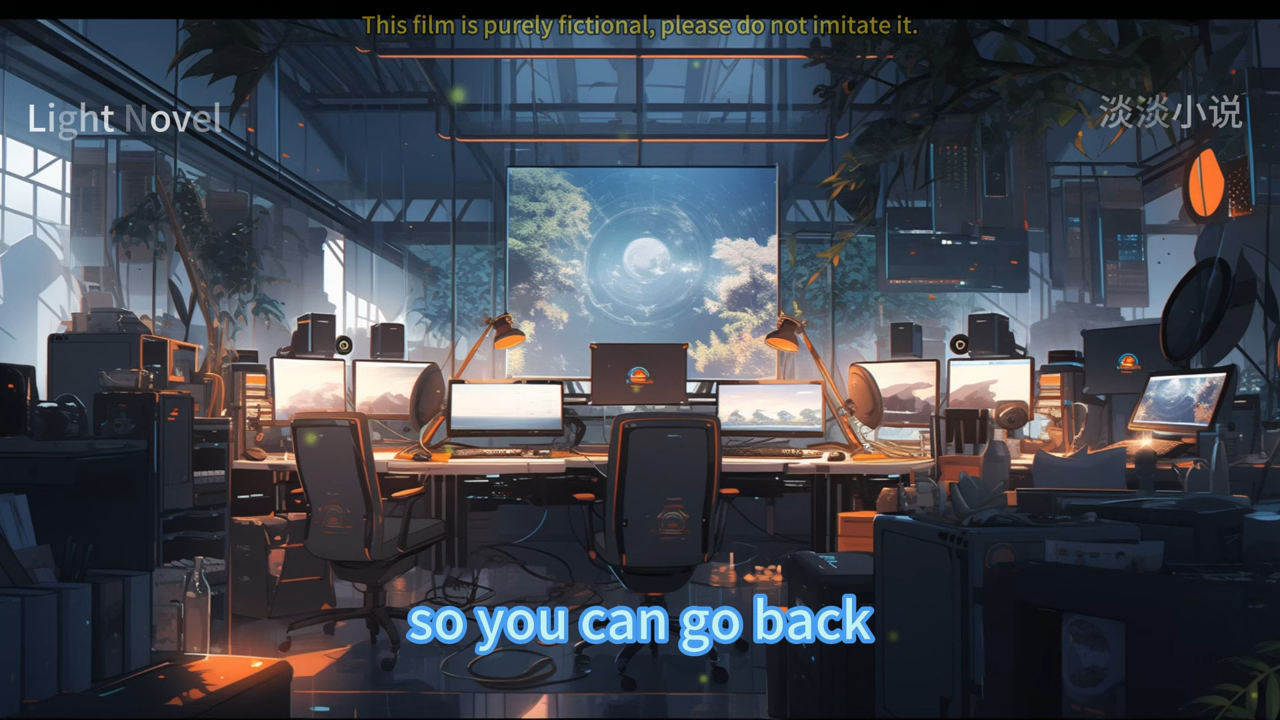 This film is purely fictional, please do not imitate it.
Light Novel
淡淡小说
so you can go back